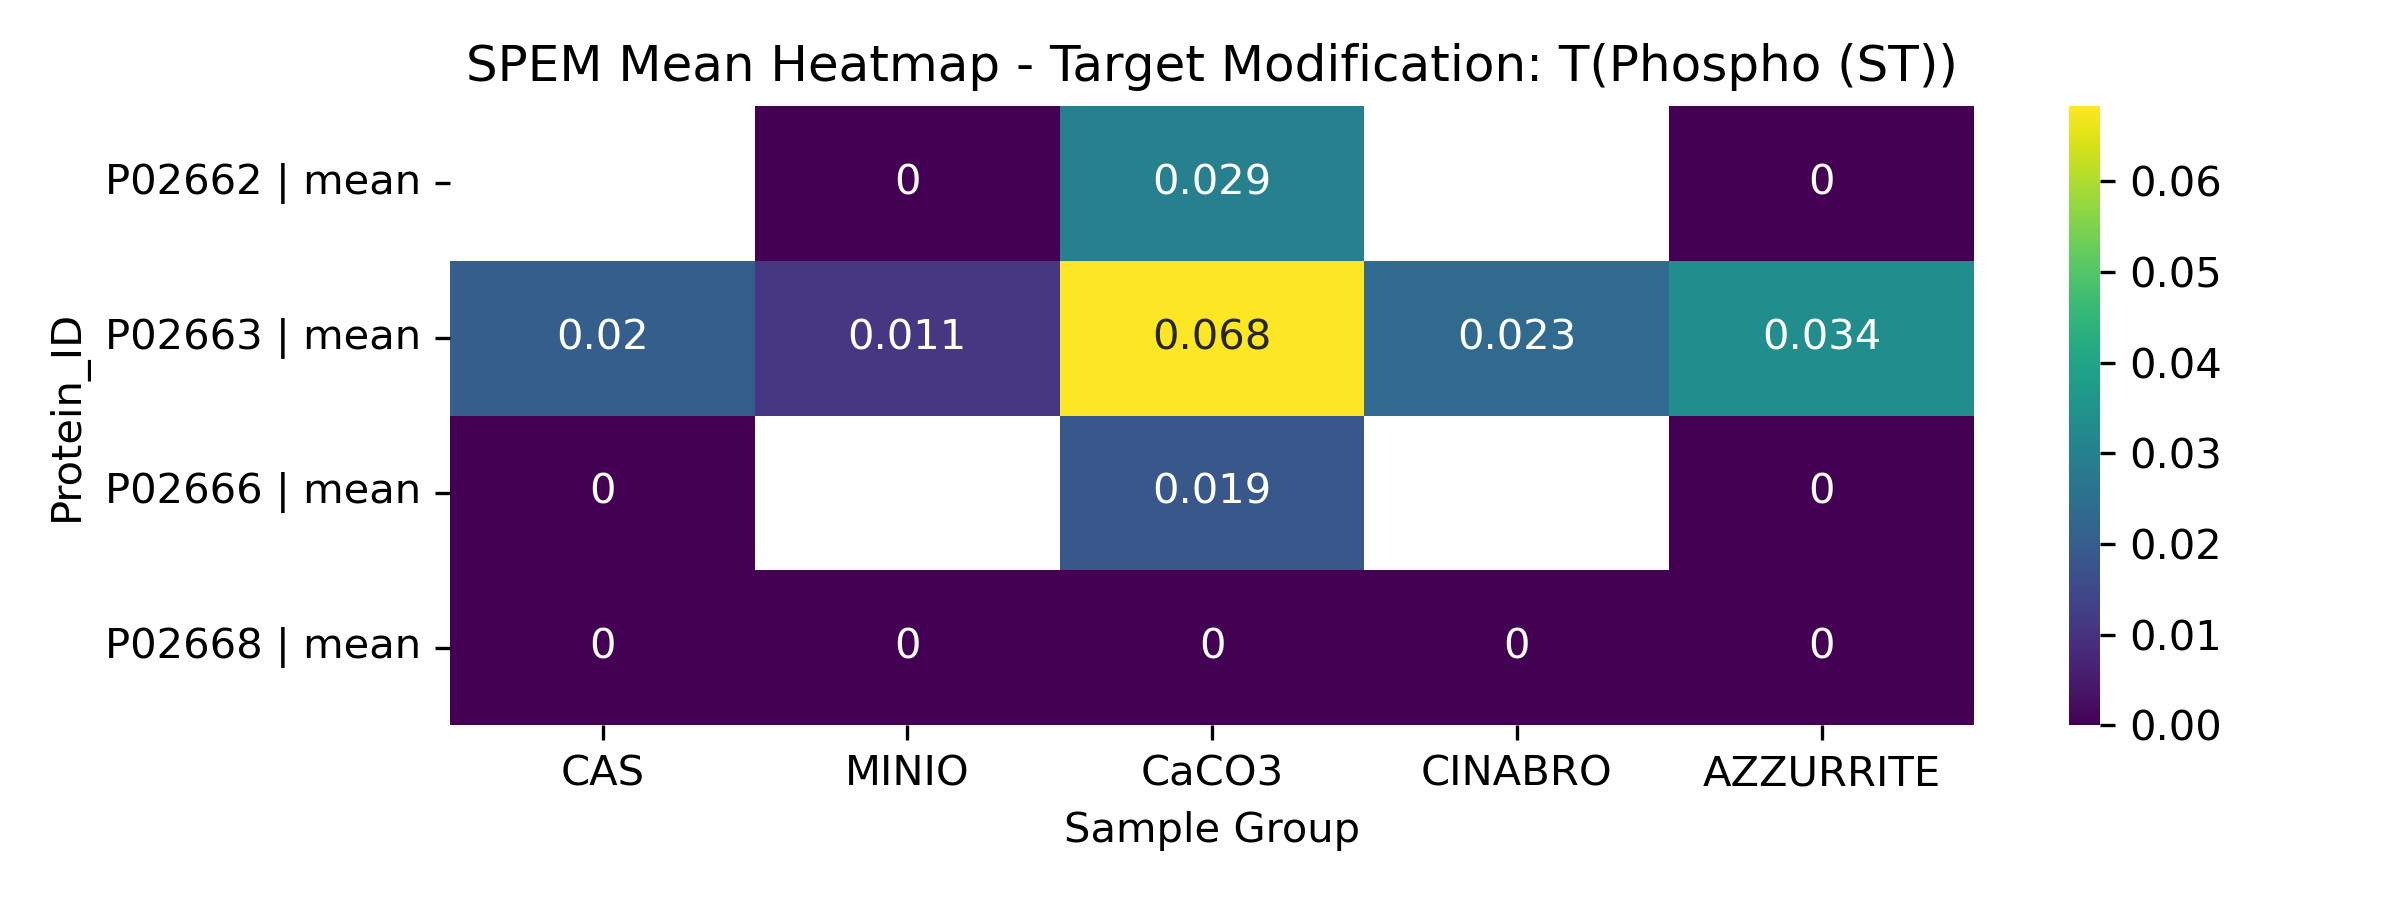 SPEM Mean Heatmap - Target Modification: T(Phospho (ST))
Protein_ID
P02662 | mean
0
0.029
0
P02663 | mean
0.02
0.011
0.068
0.023
0.034
P02666 | mean
0
0.019
0
P02668 | mean
0
0
0
0
0
CAS
MINIO
CaCO3
CINABRO
AZZURRITE
Sample Group
0.06
0.05
0.04
0.03
0.02
0.01
0.00